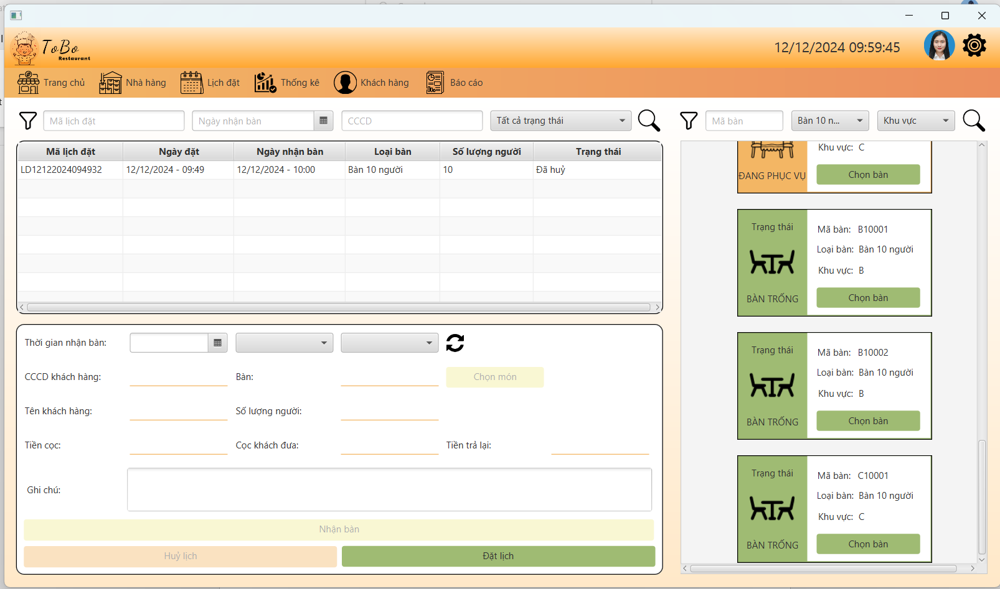 ToBo
Restaurant
12/12/2024 09:59:45
Trang chủ
Nhà hàng
Lịch đặt
Thống kê
Khách hàng
Báo cáo
Mã lịch đặt
Ngày nhận bàn
CCCD
Tất cả trạng thái
Mã bàn
Bàn 10 n...
Khu vực
Mã lịch đặt Ngày đặt Ngày nhận bàn Loại bàn Số lượng người Trạng thái
LD12122024094932 12/12/2024 - 09:49 12/12/2024 - 10:00 Bàn 10 người 10 Đã huỷ
Thời gian nhận bàn:
CCCD khách hàng:
Bàn:
Chọn món
Tên khách hàng:
Số lượng người:
Tiền cọc:
Cọc khách đưa:
Tiền trả lại:
Ghi chú:
Nhận bàn
Huỷ lịch
Đặt lịch
Khu vực: C
ĐANG PHỤC VỤ
Chọn bàn
Trạng thái
Mã bàn: B10001
Loại bàn: Bàn 10 người
Khu vực: B
BÀN TRỐNG
Chọn bàn
Trạng thái
Mã bàn: B10002
Loại bàn: Bàn 10 người
Khu vực: B
BÀN TRỐNG
Chọn bàn
Trạng thái
Mã bàn: C10001
Loại bàn: Bàn 10 người
Khu vực: C
BÀN TRỐNG
Chọn bàn